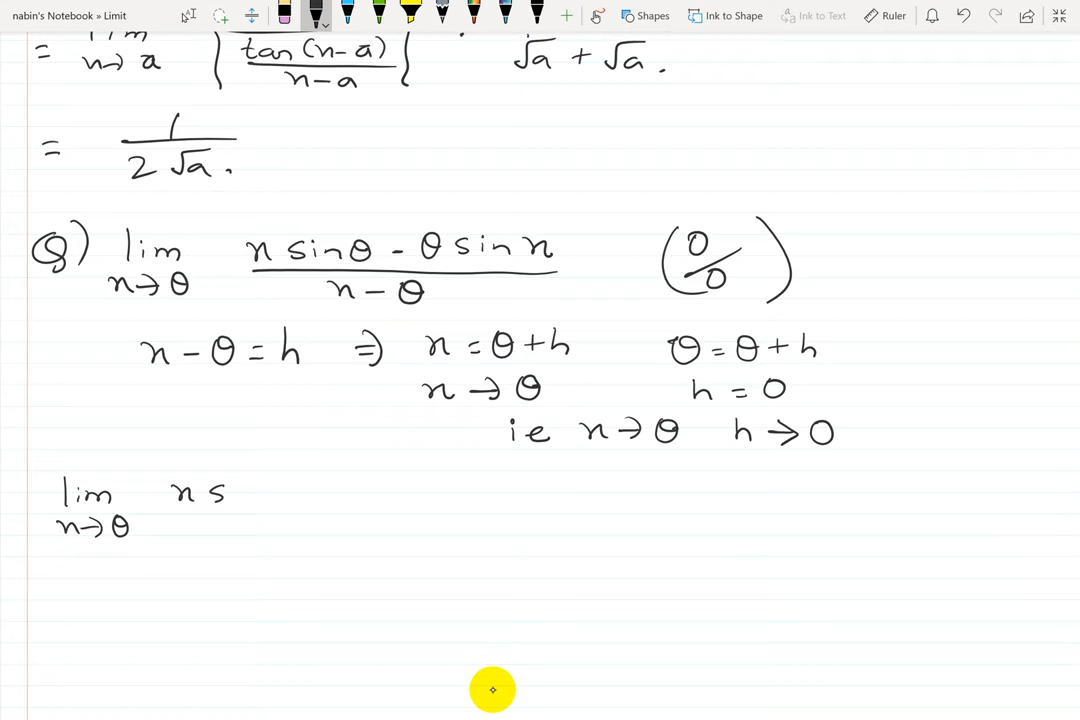 nabin's Notebook » Limit
Shapes Ink to Shape Ink to Text Ruler
= lim n→a { tan(n-a) / n-a } · √a + √a .
= 1 / 2√a .
Q) lim n→θ n sinθ - θ sin n / n - θ (0/0)
n - θ = h ⇒ n = θ + h θ = θ + h
n → θ h = 0
ie n → θ h → 0
lim n→θ n s